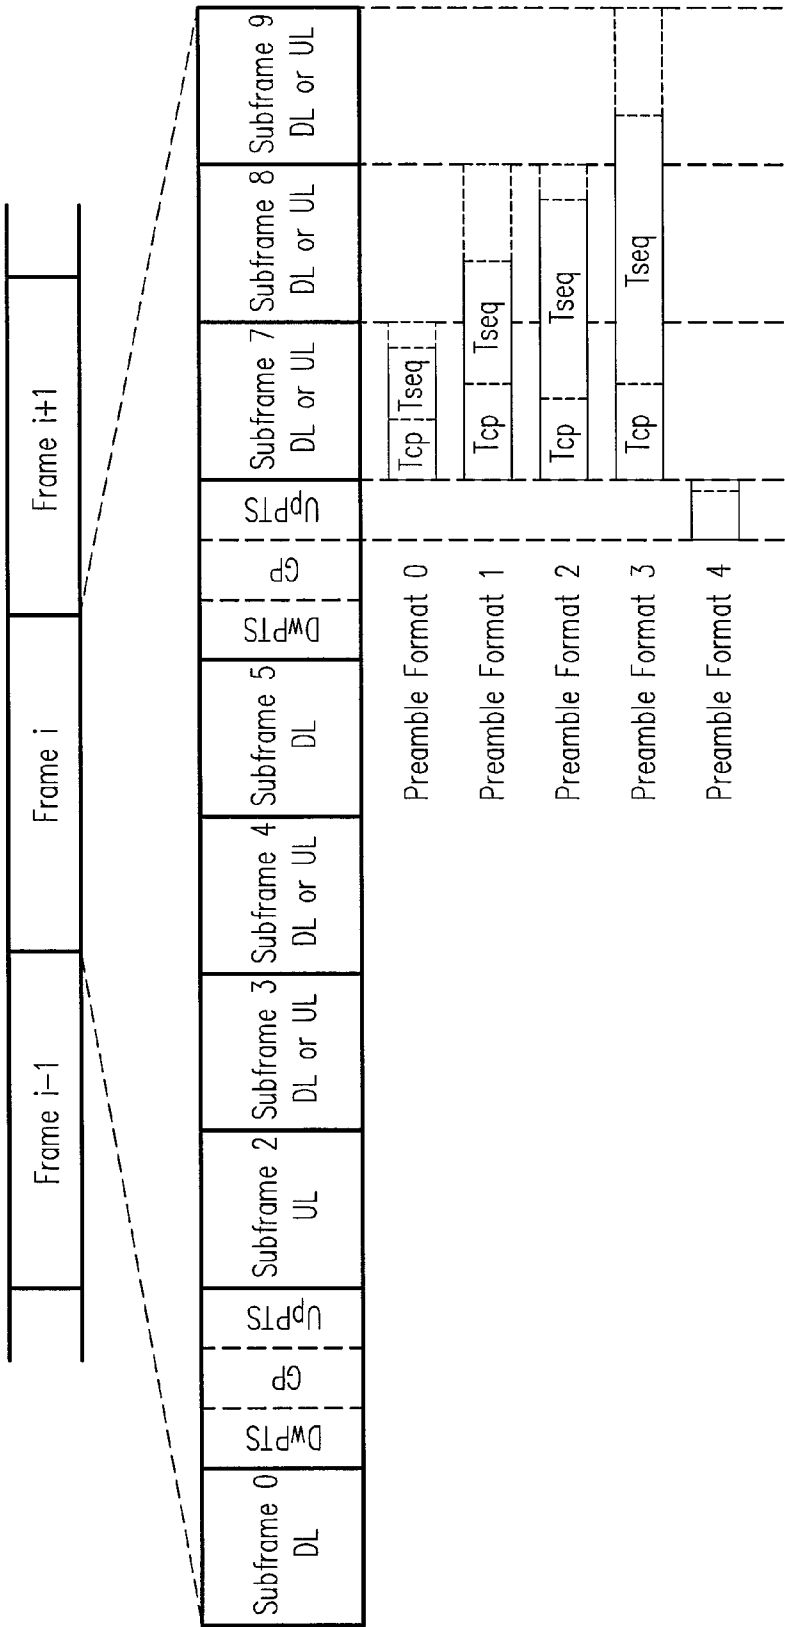 Frame i-1
Frame i
Frame i+1
Subframe 0
DL
DwPTS
GP
UpPTS
Subframe 2
UL
Subframe 3
DL or UL
Subframe 4
DL or UL
Subframe 5
DL
DwPTS
GP
UpPTS
Subframe 7
DL or UL
Subframe 8
DL or UL
Subframe 9
DL or UL
Preamble Format 0
Tcp
Tseq
Preamble Format 1
Tcp
Tseq
Preamble Format 2
Tcp
Tseq
Preamble Format 3
Tcp
Tseq
Preamble Format 4